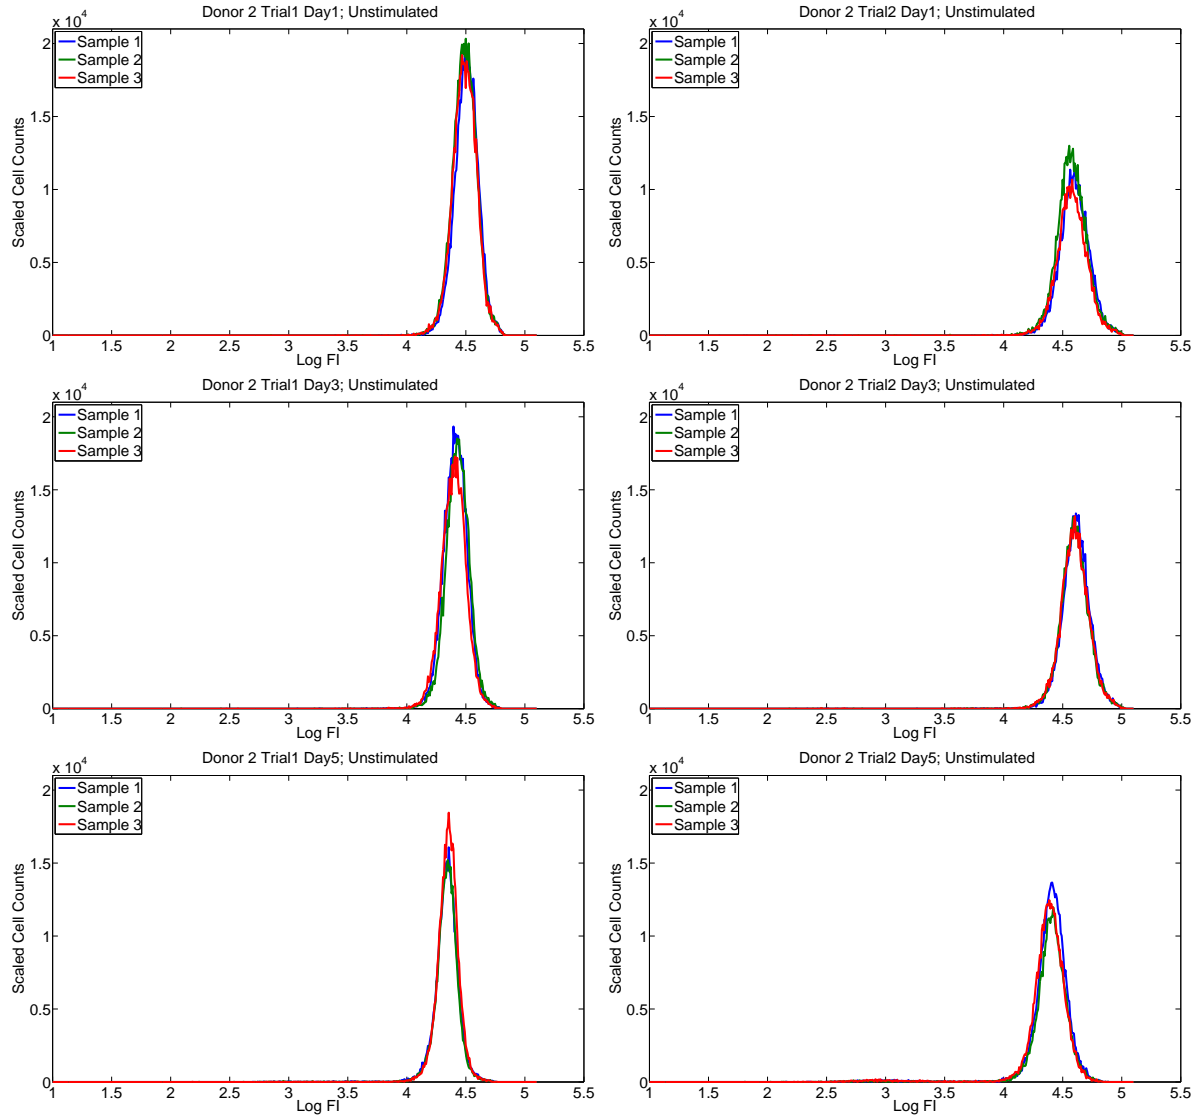 Donor 2 Trial1 Day1; Unstimulated
x 10^4
2
1.5
1
0.5
0
Scaled Cell Counts
Sample 1
Sample 2
Sample 3
1 1.5 2 2.5 3 3.5 4 4.5 5 5.5
Log FI
Donor 2 Trial2 Day1; Unstimulated
x 10^4
2
1.5
1
0.5
0
Scaled Cell Counts
Sample 1
Sample 2
Sample 3
1 1.5 2 2.5 3 3.5 4 4.5 5 5.5
Log FI
Donor 2 Trial1 Day3; Unstimulated
x 10^4
2
1.5
1
0.5
0
Scaled Cell Counts
Sample 1
Sample 2
Sample 3
1 1.5 2 2.5 3 3.5 4 4.5 5 5.5
Log FI
Donor 2 Trial2 Day3; Unstimulated
x 10^4
2
1.5
1
0.5
0
Scaled Cell Counts
Sample 1
Sample 2
Sample 3
1 1.5 2 2.5 3 3.5 4 4.5 5 5.5
Log FI
Donor 2 Trial1 Day5; Unstimulated
x 10^4
2
1.5
1
0.5
0
Scaled Cell Counts
Sample 1
Sample 2
Sample 3
1 1.5 2 2.5 3 3.5 4 4.5 5 5.5
Log FI
Donor 2 Trial2 Day5; Unstimulated
x 10^4
2
1.5
1
0.5
0
Scaled Cell Counts
Sample 1
Sample 2
Sample 3
1 1.5 2 2.5 3 3.5 4 4.5 5 5.5
Log FI